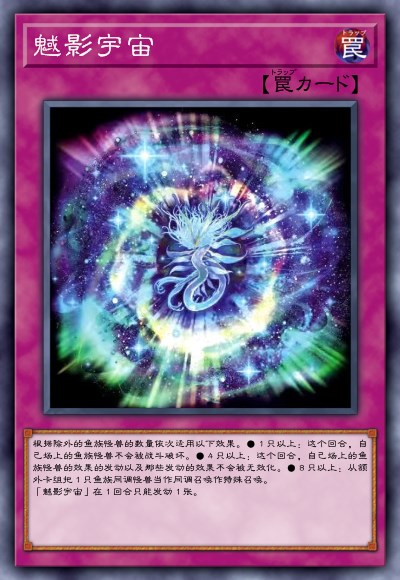 魆影宇宙
トラップ
罠
トラップ
【罠カード】
根据除外的鱼族怪兽的数量依次适用以下效果。●1只以上：这个回合，自
己场上的鱼族怪兽不会被战斗破坏。●4只以上：这个回合，自己场上的鱼
族怪兽的效果的发动以及那些发动的效果不会被无效化。●8只以上：从额
外卡组把1只鱼族同调怪兽当作同调召唤作特殊召唤。
「魆影宇宙」在1回合只能发动1张。